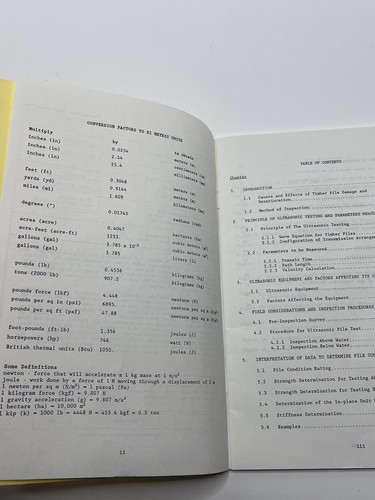 CONVERSION FACTORS TO SI METRIC UNITS
Multiply by to obtain
Inches (in) 0.0254 meters (m)
Inches (in) 2.54 centimeters (cm)
Inches (in) 25.4 millimeters (mm)
feet (ft) 0.3048 meters (m)
yards (yd) 0.9144 meters (m)
miles (mi) 1.609 kilometers (km)
degrees (°) 0.01745 radians (rad)
acres (acre) 0.4047 hectares (ha)
acre-feet (acre-ft) 1233. cubic meters (m³)
gallons (gal) 3.785 x 10⁻³ cubic meters (m³)
gallons (gal) 3.785 liters (l)
pounds (lb) 0.4536 kilograms (kg)
tons (2000 lb) 907.2 kilograms (kg)
pounds force (lbf) 4.448 newtons (N)
pounds per sq in (psi) 6895. newtons per sq m
pounds per sq ft (psf) 47.88 newtons per sq m
foot-pounds (ft-lb) 1.356 joules (J)
horsepowers (hp) 746. watt (W)
British thermal units (Btu) 1055. joules (J)
Some Definitions
newton - force that will accelerate a 1 kg mass at 1 m/s²
joule - work done by a force of 1 N moving through a displacement of 1 m
1 newton per sq m (N/m²) = 1 pascal (Pa)
1 kilogram force (kgf) = 9.807 N
1 gravity acceleration (g) = 9.807 m/s²
1 hectare (ha) = 10,000 m²
1 kip (k) = 1000 lb = 4448 N = 453.6 kgf = 0.5 ton
ii
TABLE OF CONTENTS
Chapter
1. INTRODUCTION
1.1 Causes and Effects of Timber Pile Damage and
Deterioration
1.2 Method of Inspection
2. PRINCIPLE OF ULTRASONIC TESTING AND PARAMETERS MEASU
2.1 Principle of The Ultrasonic Testing
2.1.1 Wave Equation for Timber Piles
2.1.2 Configuration of Transmission Arrange
2.2 Parameters to be Measured
2.2.1 Transit Time
2.2.2 Path Length
2.2.3 Velocity Calculation
3. ULTRASONIC EQUIPMENT AND FACTORS AFFECTING ITS O
3.1 Ultrasonic Equipment
3.2 Factors Affecting the Equipment
4. FIELD CONSIDERATIONS AND INSPECTION PROCEDURES
4.1 Pre-Inspection Survey
4.2 Procedure for Ultrasonic Pile Test
4.2.1 Inspection Above Water
4.2.2 Inspection Below Water
5. INTERPRETATION OF DATA TO DETERMINE PILE CON
5.1 Pile Condition Rating
5.2 Strength Determination for Testing A
5.3 Strength Determination for Testing B
5.4 Determination of The In-place Unit
5.5 Stiffness Determination
5.6 Examples
iii